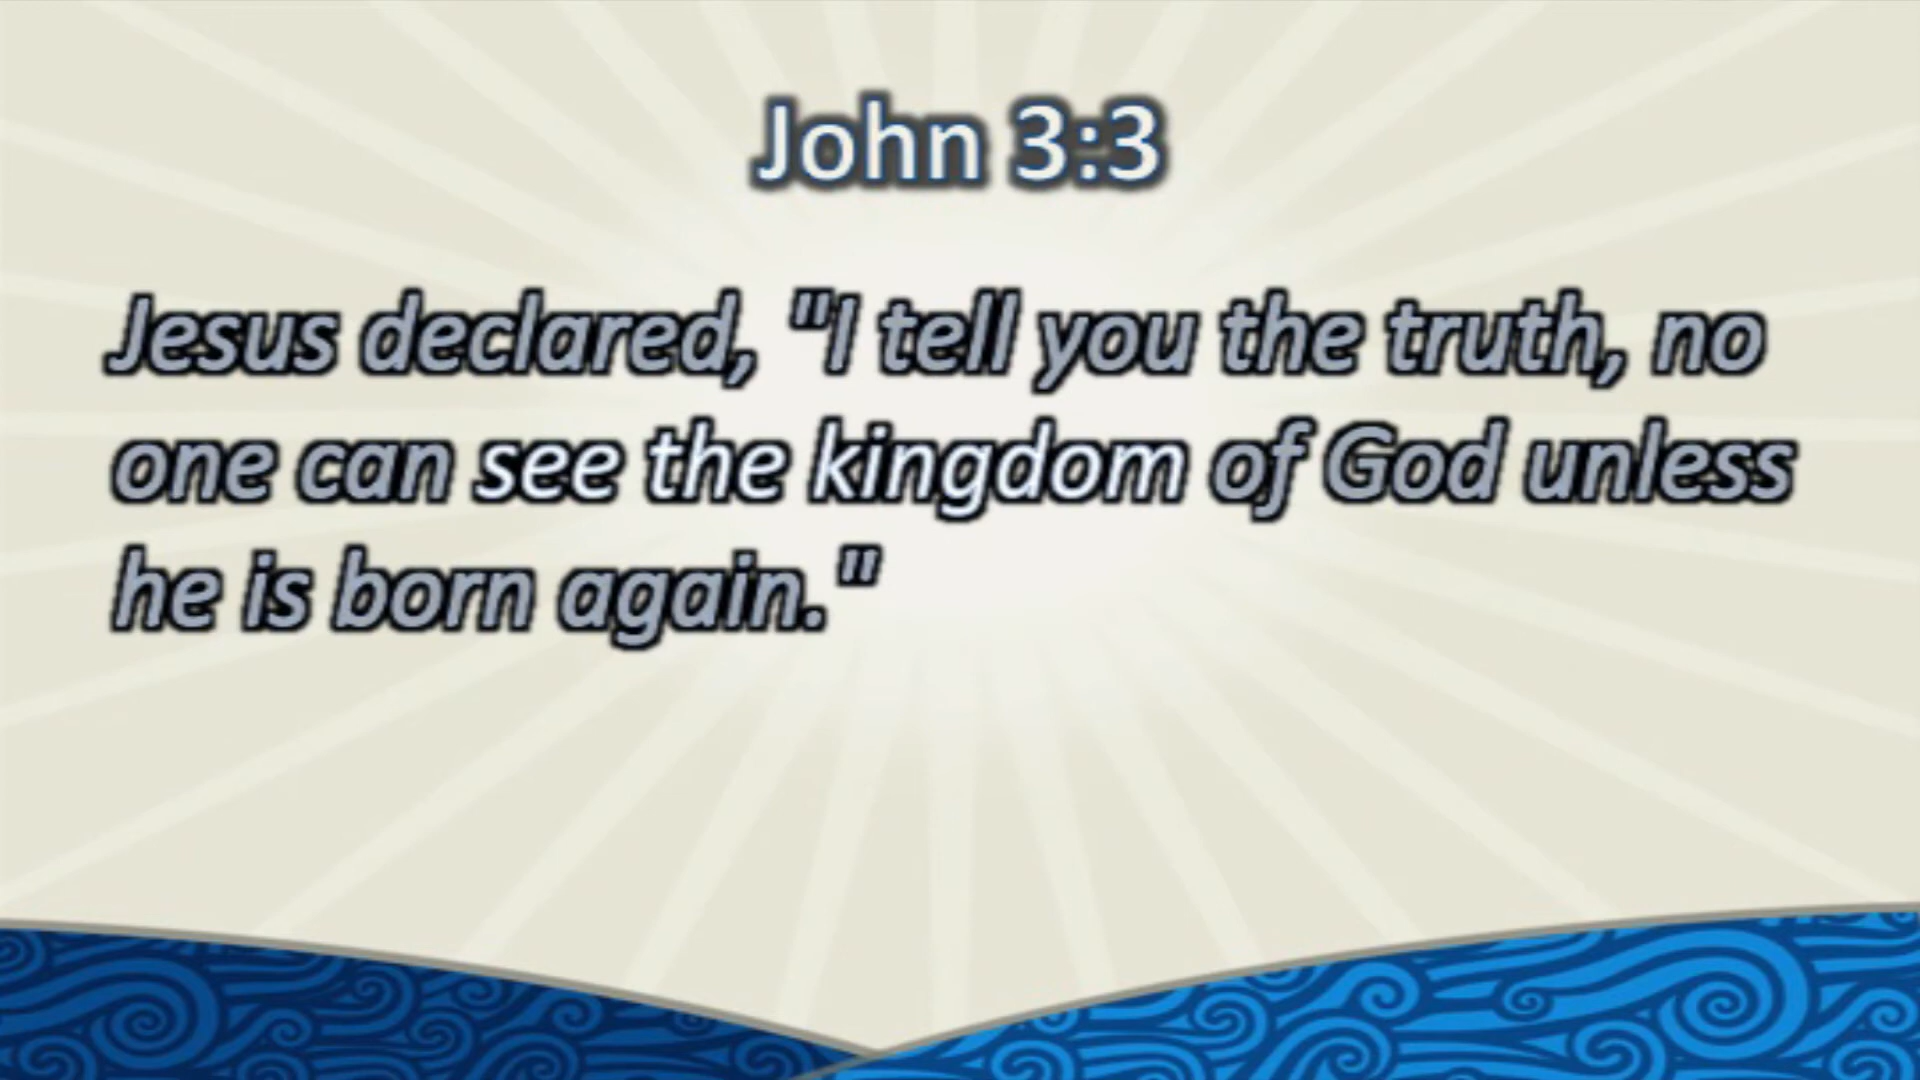 John 3:3
Jesus declared, "I tell you the truth, no
one can see the kingdom of God unless
he is born again."